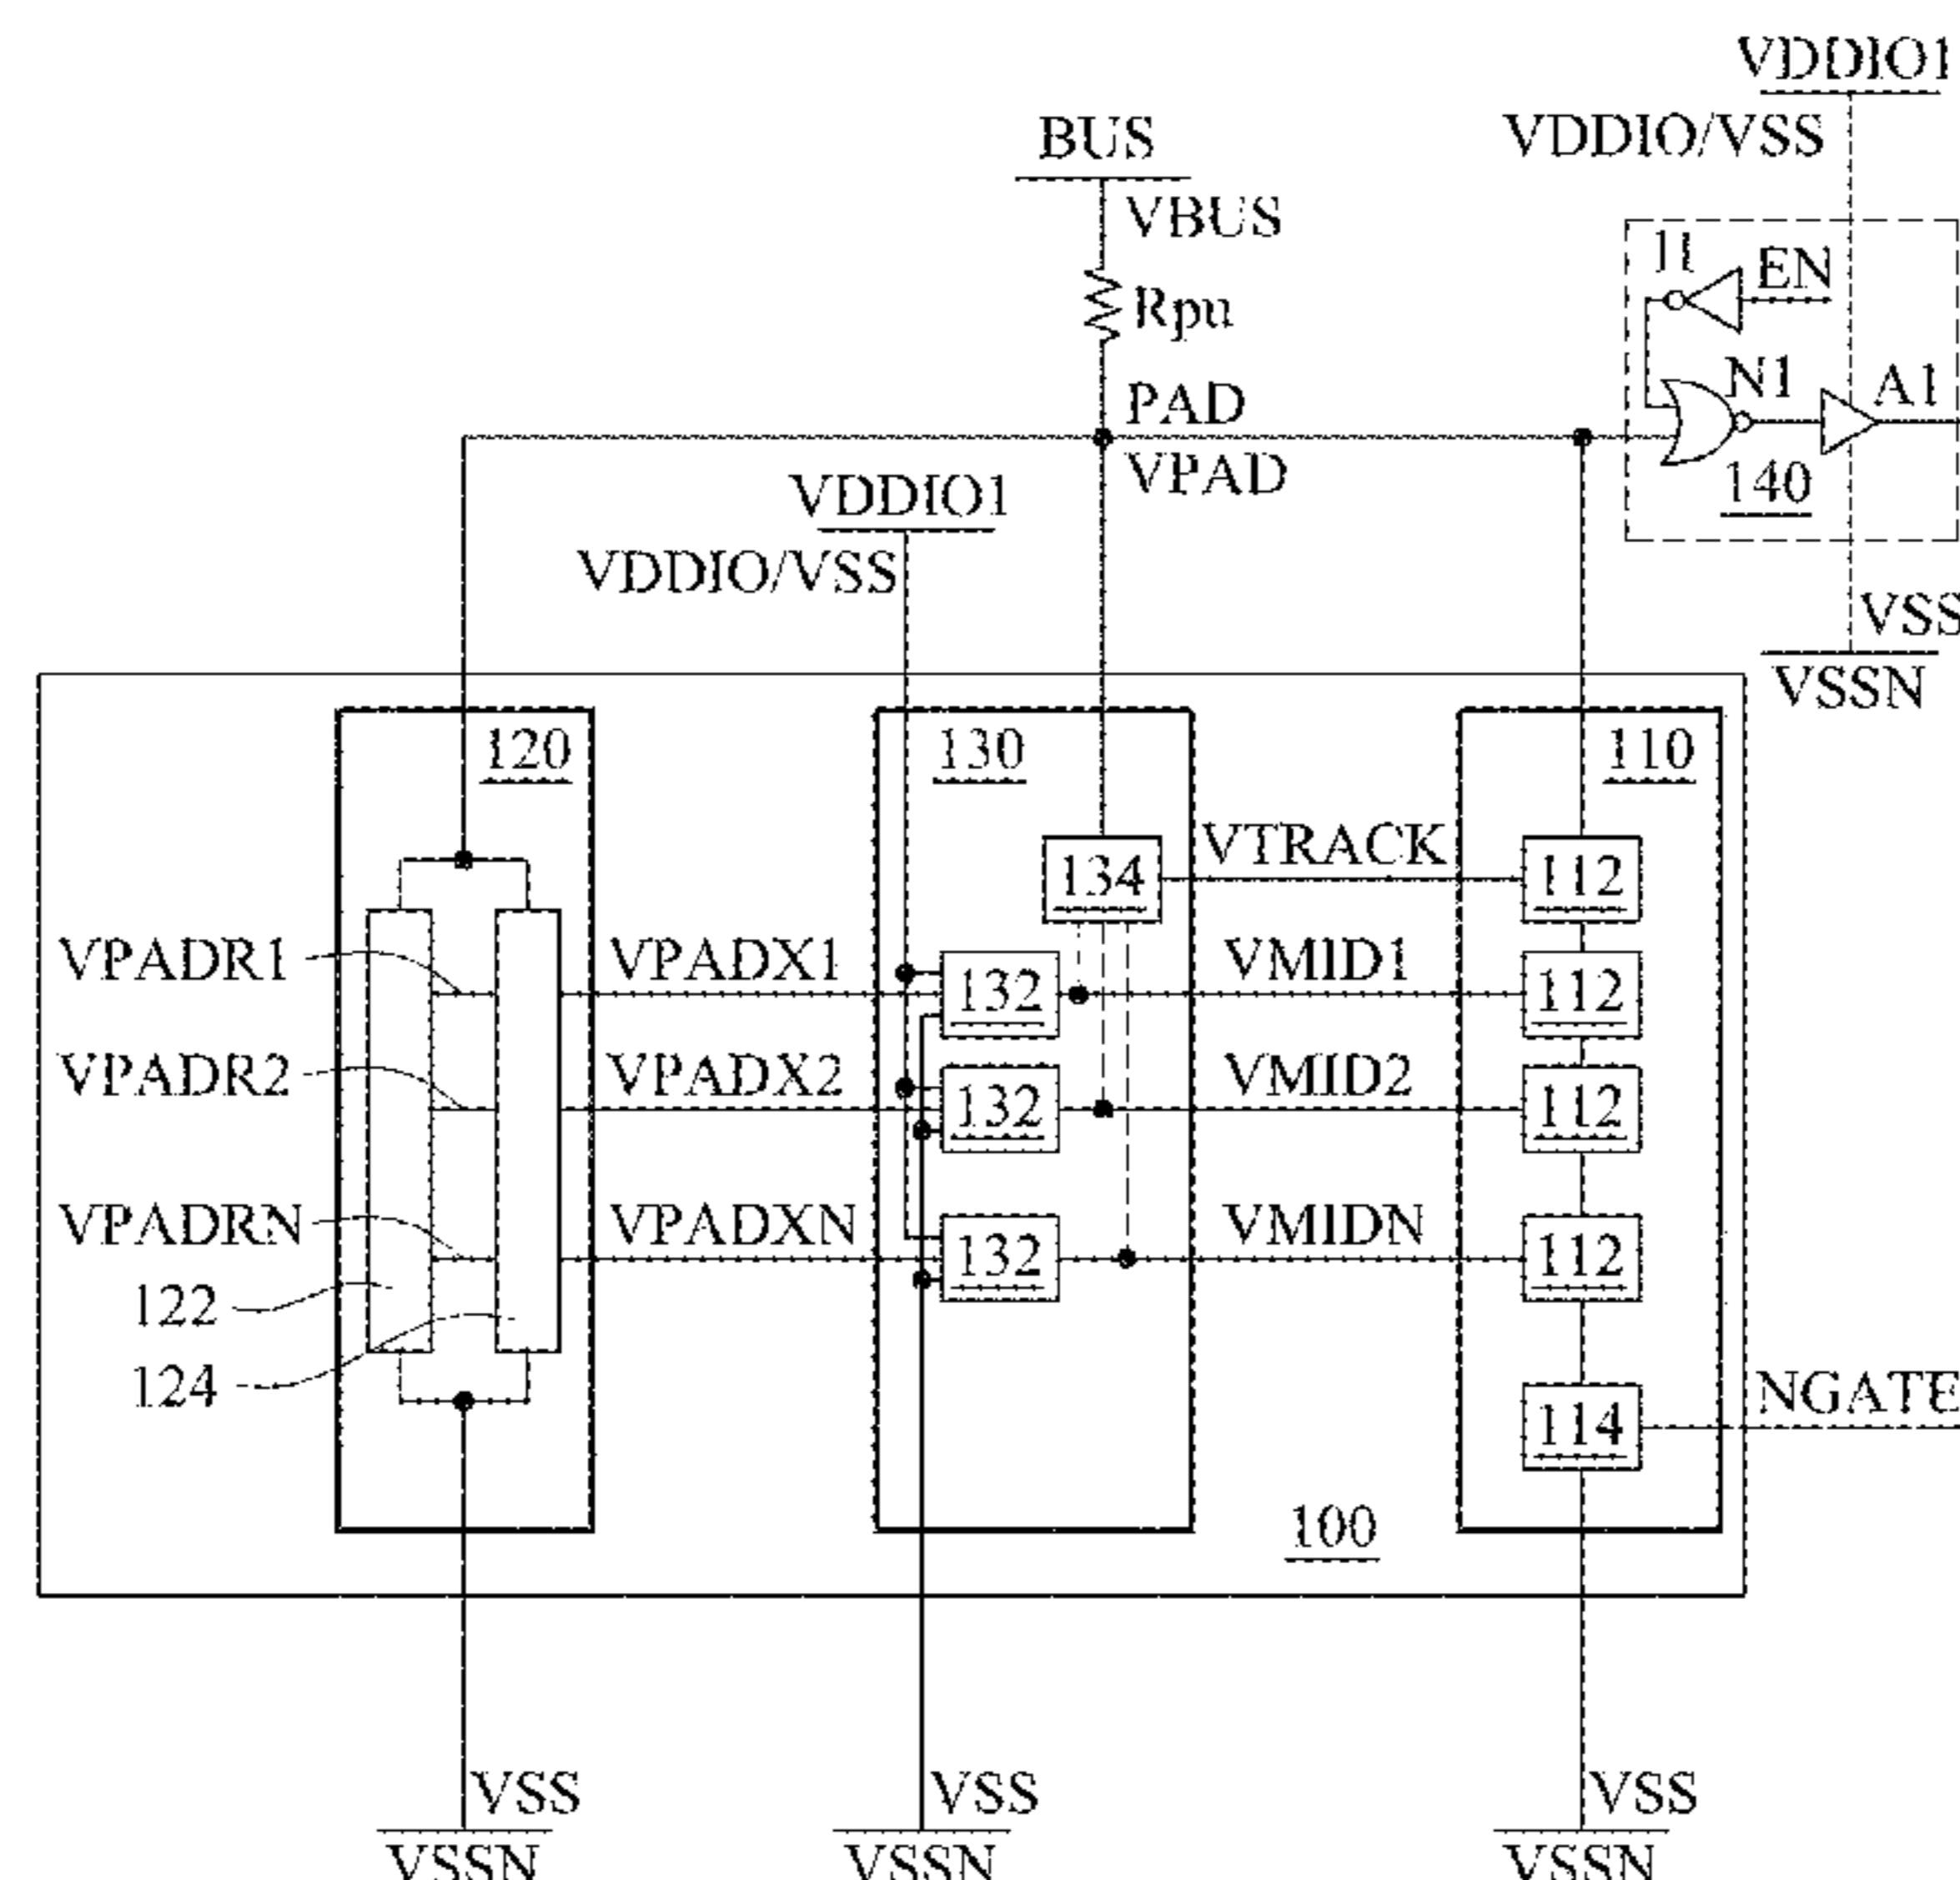 VDDIO1
BUS
VDDIO/VSS
VBUS
EN
Rpu
N1
A1
PAD
VPAD
140
VDDIO1
VDDIO/VSS
VSS
VSSN
120
130
110
VTRACK
134
112
VPADR1
VPADX1
132
VMID1
112
VPADR2
VPADX2
132
VMID2
112
VPADRN
VPADXN
132
VMIDN
112
122
124
114
NGATE
100
VSS
VSS
VSS
VSSN
VSSN
VSSN